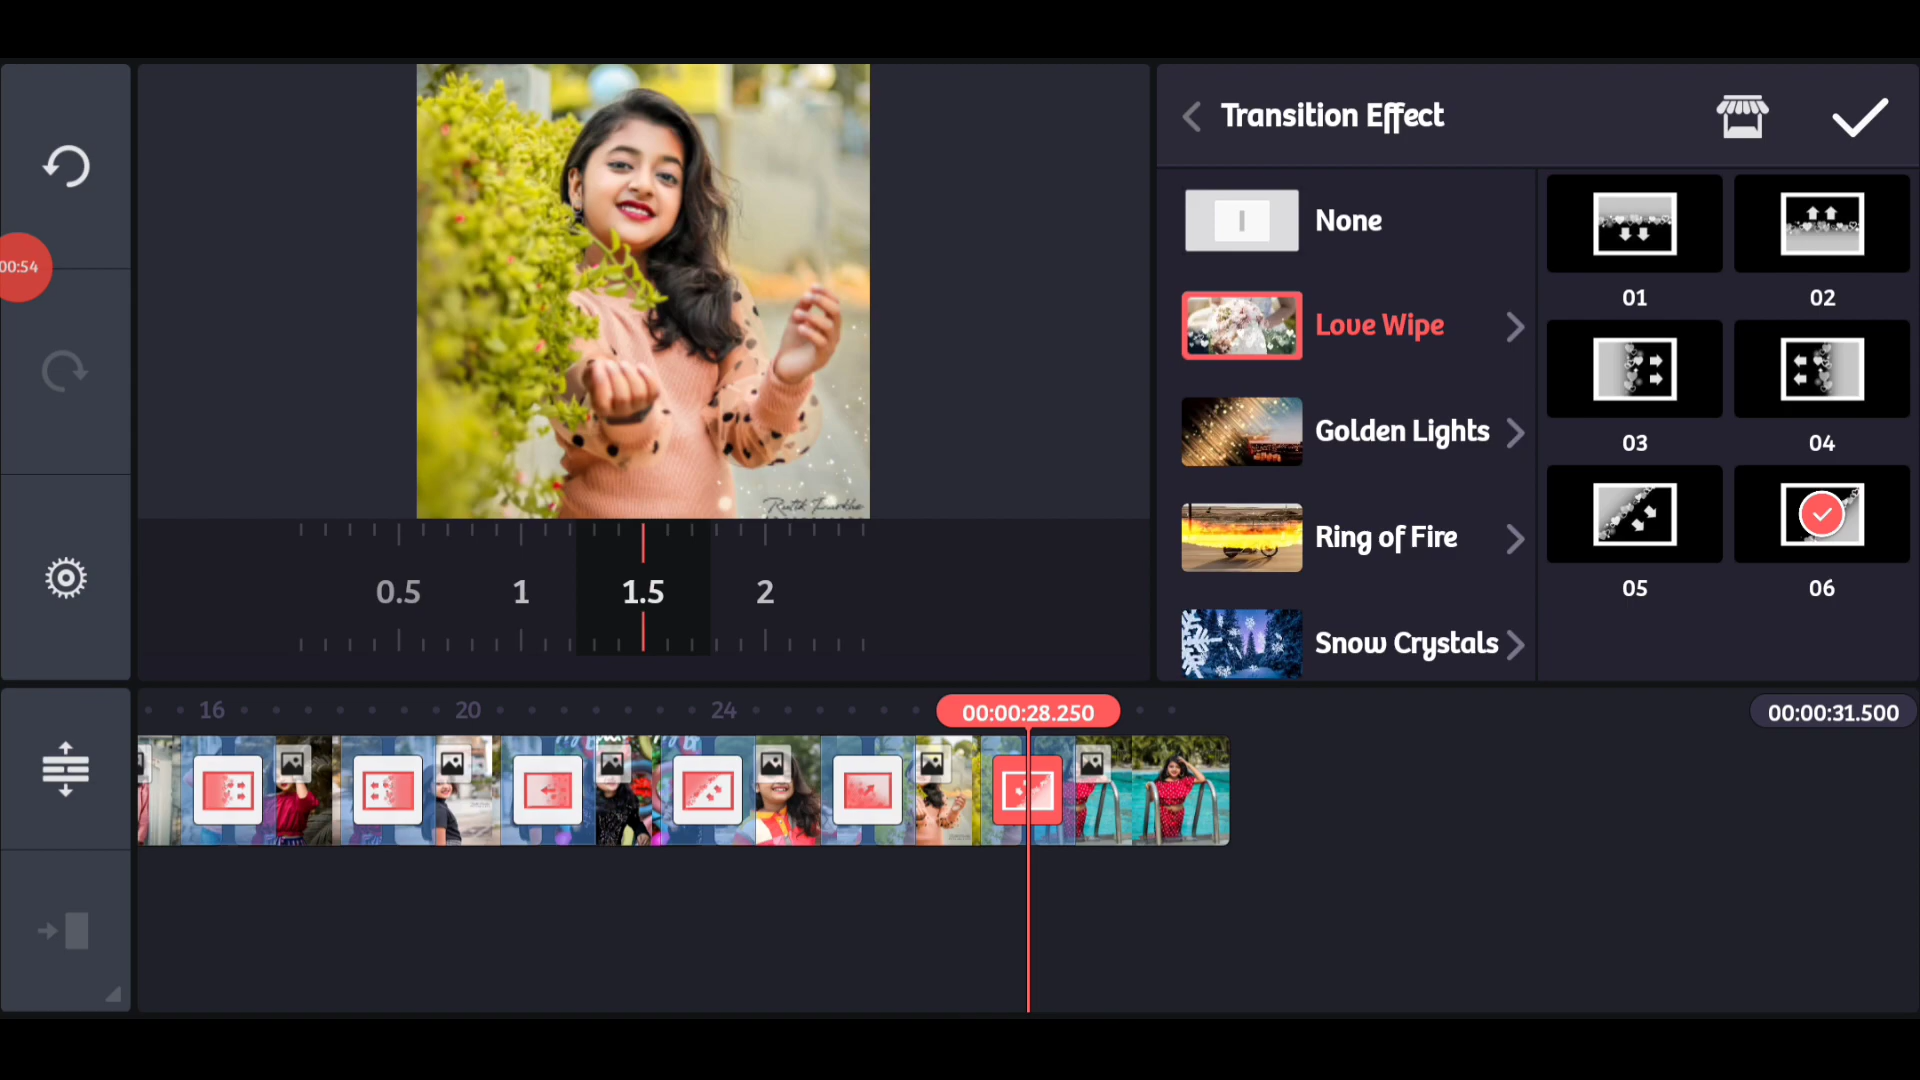 Transition Effect
None
Love Wipe
Golden Lights
Ring of Fire
Snow Crystals
01
02
03
04
05
06
00:54
0.5
1
1.5
2
16
20
24
00:00:28.250
00:00:31.500